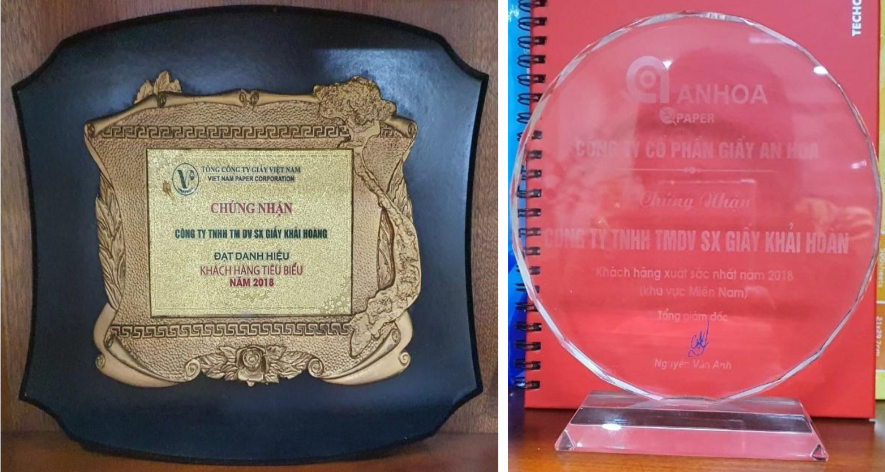 TỔNG CÔNG TY GIẤY VIỆT NAM
VIET NAM PAPER CORPORATION
CHỨNG NHẬN
CÔNG TY TNHH TM DV SX GIẤY KHẢI HOÀNG
ĐẠT DANH HIỆU
KHÁCH HÀNG TIÊU BIỂU
NĂM 2018
ANHOA
PAPER
CÔNG TY CỔ PHẦN GIẤY AN HÒA
Chứng Nhận
CÔNG TY TNHH TMDV SX GIẤY KHẢI HOÀN
Khách hàng xuất sắc nhất năm 2018
(khu vực Miền Nam)
Tổng giám đốc
Nguyễn Văn Anh
TECHO